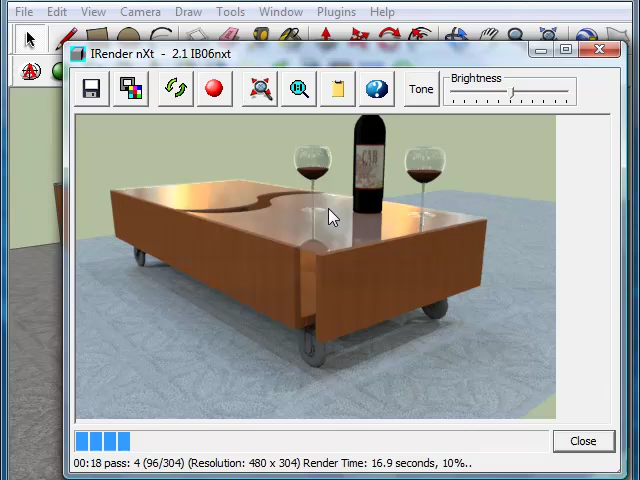 File Edit View Camera Draw Tools Window Plugins Help
IRender nXt - 2.1 IB06nxt
Tone
Brightness
CAB
Close
00:18 pass: 4 (96/304) (Resolution: 480 x 304) Render Time: 16.9 seconds, 10%..